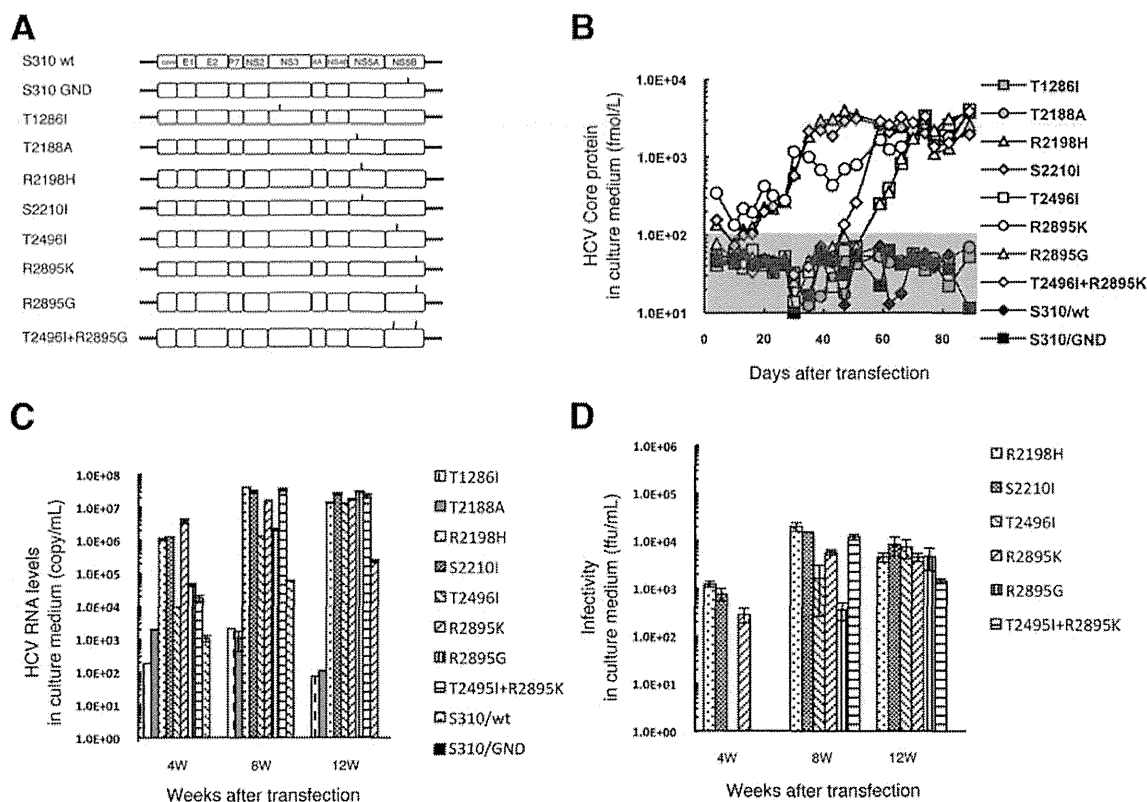 A
S310 wt
E1 E2 P7 NS2 NS3 NS4B NS5A NS5B
S310 GND
T1286I
T2188A
R2198H
S2210I
T2496I
R2895K
R2895G
T2496I+R2895G
B
HCV Core protein
in culture medium (fmol/L)
1.0E+04
1.0E+03
1.0E+02
1.0E+01
0 20 40 60 80
Days after transfection
T1286I
T2188A
R2198H
S2210I
T2496I
R2895K
R2895G
T2496I+R2895K
S310/wt
S310/GND
C
HCV RNA levels
in culture medium (copy/mL)
1.0E+08
1.0E+07
1.0E+06
1.0E+05
1.0E+04
1.0E+03
1.0E+02
1.0E+01
1.0E+00
4W 8W 12W
Weeks after transfection
T1286I
T2188A
R2198H
S2210I
T2496I
R2895K
R2895G
T2495I+R2895K
S310/wt
S310/GND
D
Infectivity
in culture medium (ffu/mL)
1.0E+06
1.0E+05
1.0E+04
1.0E+03
1.0E+02
1.0E+01
1.0E+00
4W 8W 12W
Weeks after transfection
R2198H
S2210I
T2496I
R2895K
R2895G
T2495I+R2895K